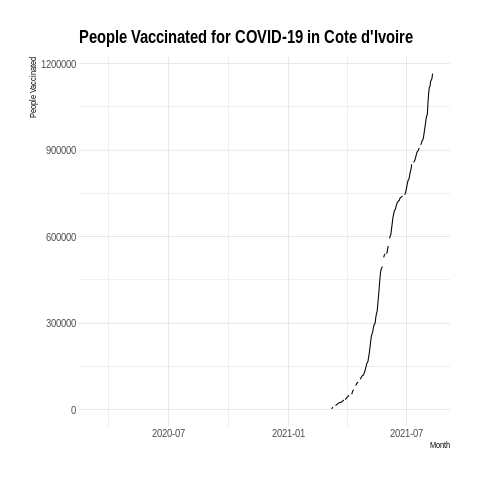 People Vaccinated for COVID-19 in Cote d'Ivoire
People Vaccinated
1200000
900000
600000
300000
0
2020-07 2021-01 2021-07
Month